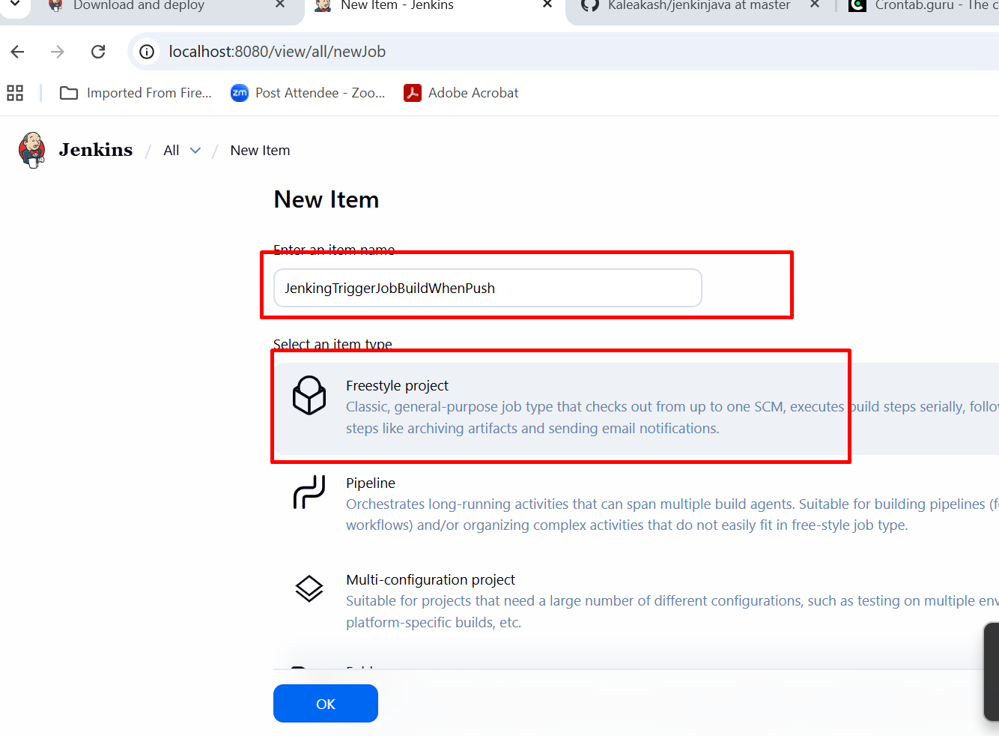 Download and deploy
New Item - Jenkins
Kaleakash/jenkinjava at master
Crontab.guru - The c
localhost:8080/view/all/newJob
Imported From Fire...
zm
Post Attendee - Zoo...
Adobe Acrobat
Jenkins / All / New Item
New Item
Enter an item name
JenkingTriggerJobBuildWhenPush
Select an item type
Freestyle project
Classic, general-purpose job type that checks out from up to one SCM, executes build steps serially, follo
steps like archiving artifacts and sending email notifications.
Pipeline
Orchestrates long-running activities that can span multiple build agents. Suitable for building pipelines (f
workflows) and/or organizing complex activities that do not easily fit in free-style job type.
Multi-configuration project
Suitable for projects that need a large number of different configurations, such as testing on multiple env
platform-specific builds, etc.
OK